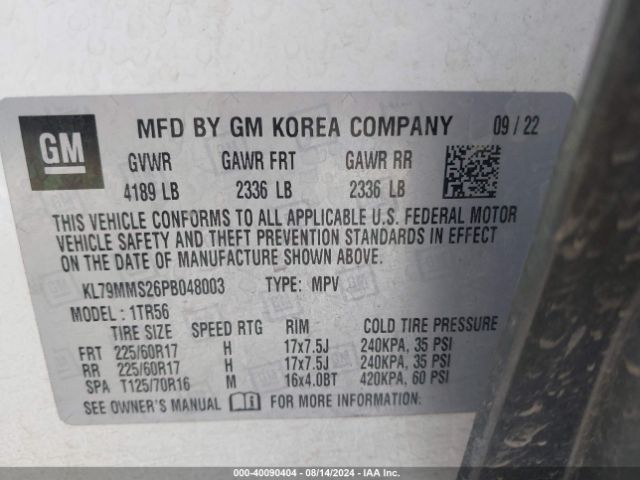 GM
MFD BY GM KOREA COMPANY 09 / 22
GVWR GAWR FRT GAWR RR
4189 LB 2336 LB 2336 LB
THIS VEHICLE CONFORMS TO ALL APPLICABLE U.S. FEDERAL MOTOR
VEHICLE SAFETY AND THEFT PREVENTION STANDARDS IN EFFECT
ON THE DATE OF MANUFACTURE SHOWN ABOVE.
KL79MMS26PB048003 TYPE: MPV
MODEL : 1TR56
TIRE SIZE SPEED RTG RIM COLD TIRE PRESSURE
FRT 225/60R17 H 17x7.5J 240KPA, 35 PSI
RR 225/60R17 H 17x7.5J 240KPA, 35 PSI
SPA T125/70R16 M 16x4.0BT 420KPA, 60 PSI
SEE OWNER'S MANUAL FOR MORE INFORMATION.
000-40090404 - 08/14/2024 - IAA Inc.